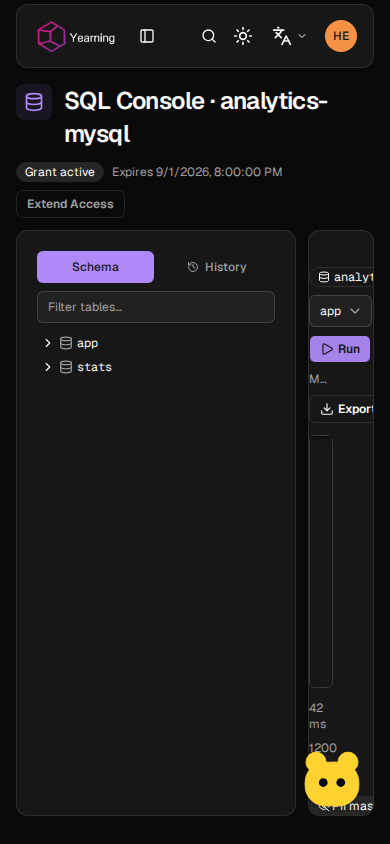 Yearning
HE
SQL Console · analytics-
mysql
Grant active
Expires 9/1/2026, 8:00:00 PM
Extend Access
Schema
History
Filter tables...
app
stats
analyt
app
Run
M...
Export
42
ms
1200